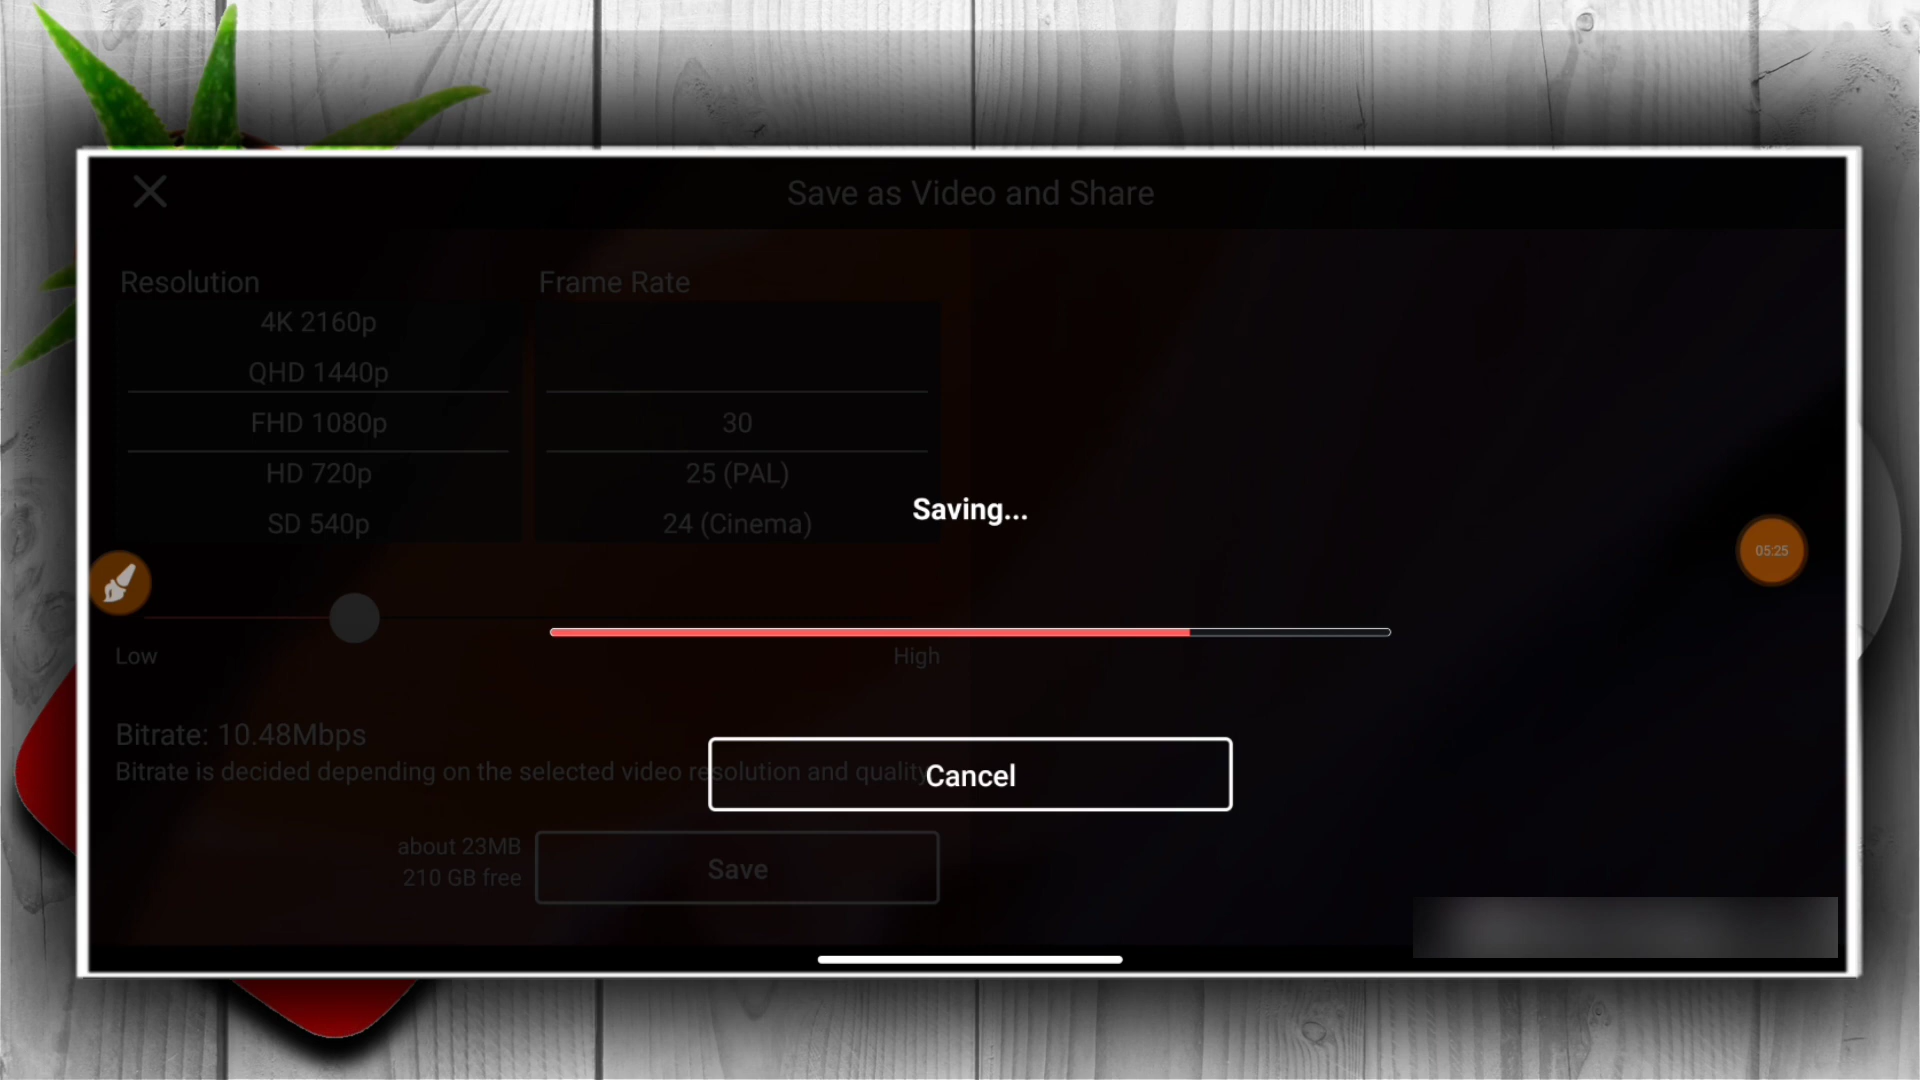 Save as Video and Share
Resolution
Frame Rate
4K 2160p
QHD 1440p
FHD 1080p
30
HD 720p
25 (PAL)
SD 540p
24 (Cinema)
Saving...
05:25
Low
High
Bitrate: 10.48Mbps
Bitrate is decided depending on the selected video resolution and quality
Cancel
about 23MB
210 GB free
Save